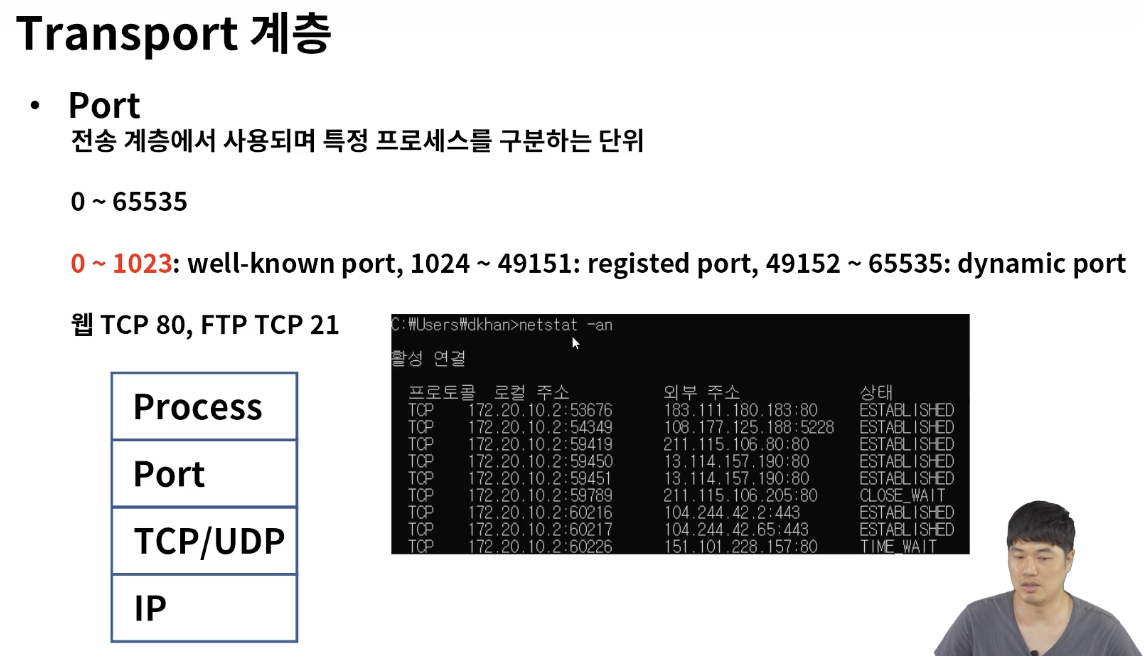 Transport 계층
• Port
전송 계층에서 사용되며 특정 프로세스를 구분하는 단위
0 ~ 65535
0 ~ 1023: well-known port, 1024 ~ 49151: registed port, 49152 ~ 65535: dynamic port
웹 TCP 80, FTP TCP 21
Process
Port
TCP/UDP
IP
C:₩Users₩dkhan>netstat -an
활성 연결
프로토콜 로컬 주소 외부 주소 상태
TCP 172.20.10.2:53676 183.111.180.183:80 ESTABLISHED
TCP 172.20.10.2:54349 108.177.125.188:5228 ESTABLISHED
TCP 172.20.10.2:59419 211.115.106.80:80 ESTABLISHED
TCP 172.20.10.2:59450 13.114.157.190:80 ESTABLISHED
TCP 172.20.10.2:59451 13.114.157.190:80 ESTABLISHED
TCP 172.20.10.2:59789 211.115.106.205:80 CLOSE_WAIT
TCP 172.20.10.2:60216 104.244.42.2:443 ESTABLISHED
TCP 172.20.10.2:60217 104.244.42.65:443 ESTABLISHED
TCP 172.20.10.2:60226 151.101.228.157:80 TIME_WAIT